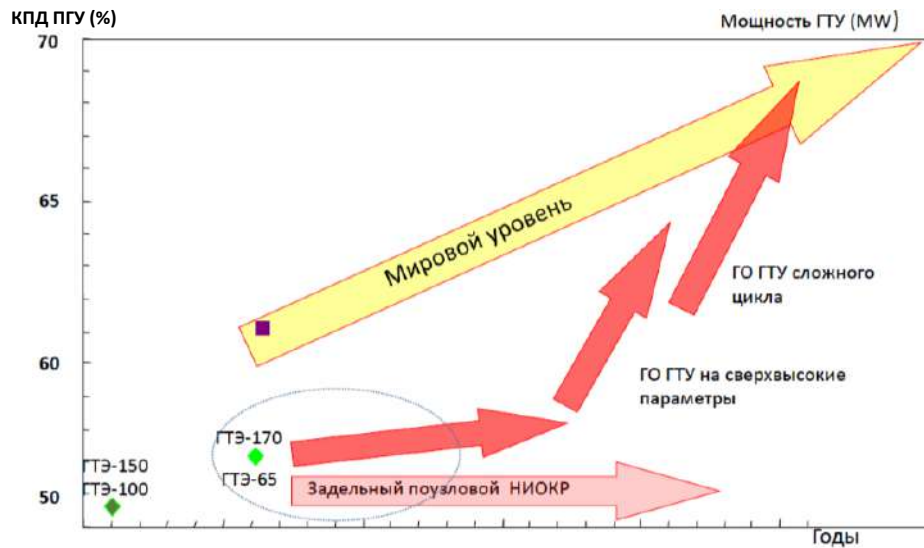 КПД ПГУ (%)
Мощность ГТУ (MW)
70
65
60
50
Мировой уровень
ГО ГТУ сложного
цикла
ГО ГТУ на сверхвысокие
параметры
ГТЭ-170
ГТЭ-65
ГТЭ-150
ГТЭ-100
Задельный поузловой НИОКР
Годы